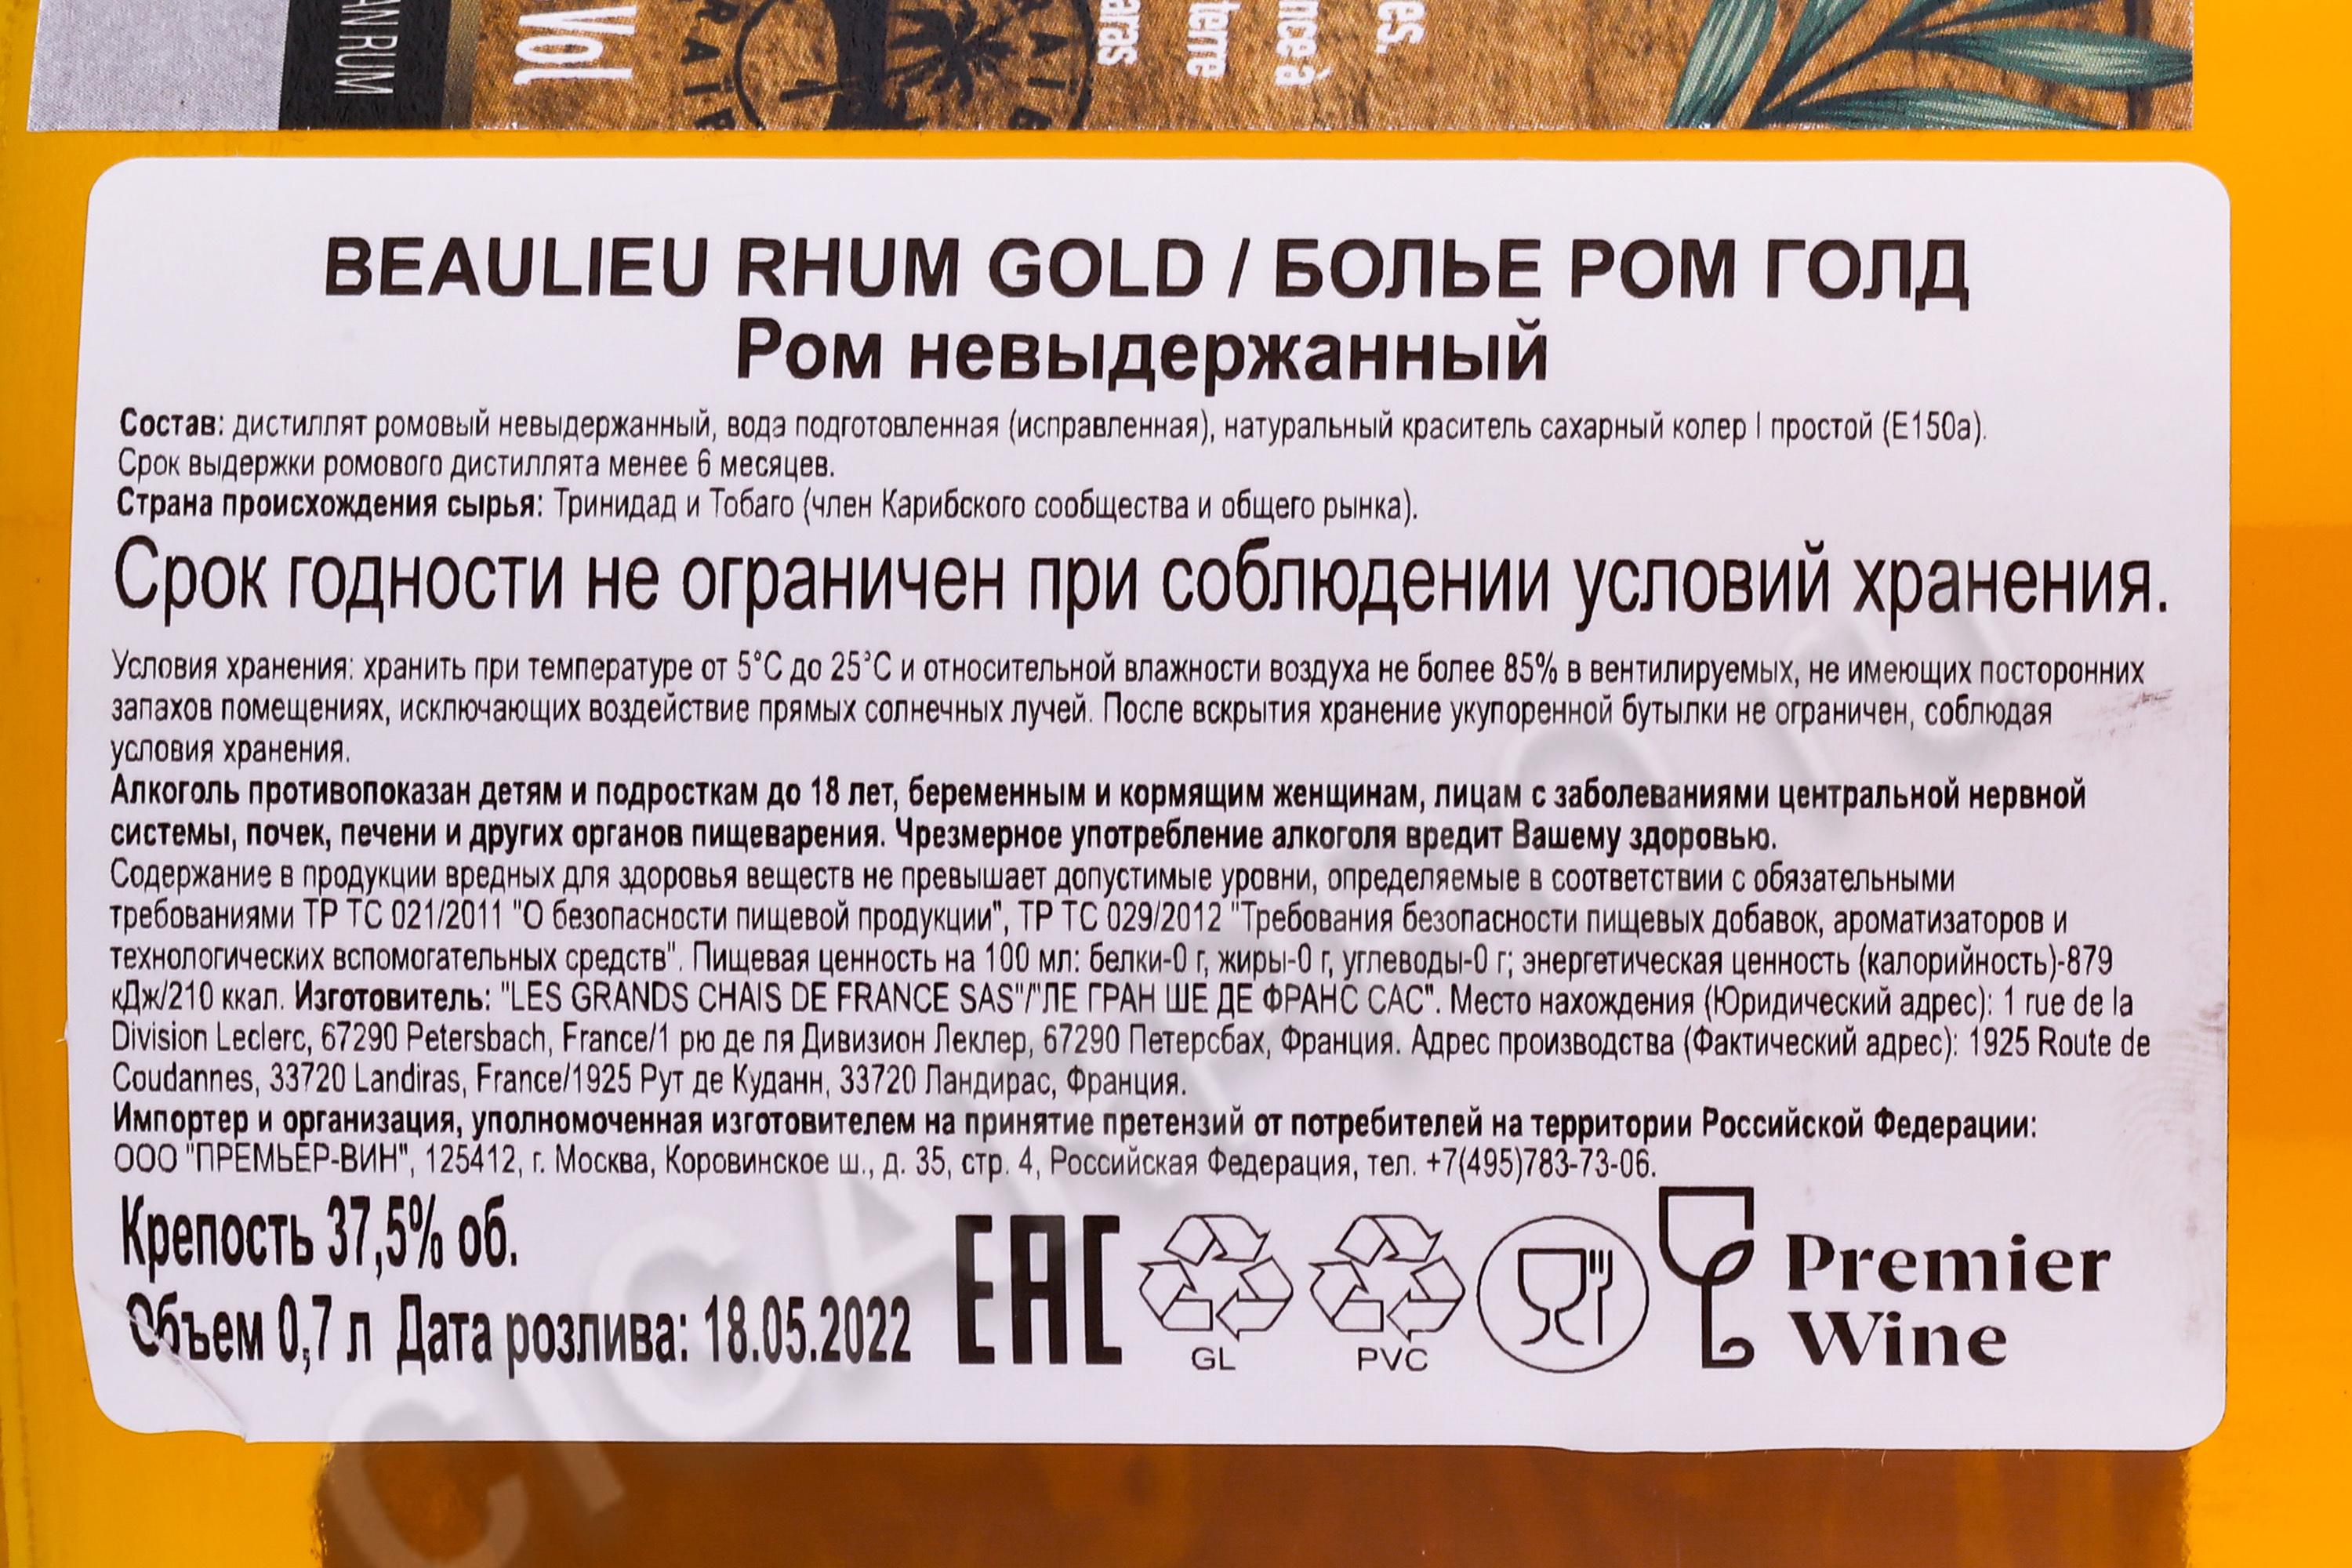 AN RUM
Vol
aras
terre
nce à
es.
BEAULIEU RHUM GOLD / БОЛЬЕ РОМ ГОЛД
Ром невыдержанный
Состав: дистиллят ромовый невыдержанный, вода подготовленная (исправленная), натуральный краситель сахарный колер I простой (Е150а).
Срок выдержки ромового дистиллята менее 6 месяцев.
Страна происхождения сырья: Тринидад и Тобаго (член Карибского сообщества и общего рынка).
Срок годности не ограничен при соблюдении условий хранения.
Условия хранения: хранить при температуре от 5°С до 25°С и относительной влажности воздуха не более 85% в вентилируемых, не имеющих посторонних
запахов помещениях, исключающих воздействие прямых солнечных лучей. После вскрытия хранение укупоренной бутылки не ограничен, соблюдая
условия хранения.
Алкоголь противопоказан детям и подросткам до 18 лет, беременным и кормящим женщинам, лицам с заболеваниями центральной нервной
системы, почек, печени и других органов пищеварения. Чрезмерное употребление алкоголя вредит Вашему здоровью.
Содержание в продукции вредных для здоровья веществ не превышает допустимые уровни, определяемые в соответствии с обязательными
требованиями ТР ТС 021/2011 "О безопасности пищевой продукции", ТР ТС 029/2012 "Требования безопасности пищевых добавок, ароматизаторов и
технологических вспомогательных средств". Пищевая ценность на 100 мл: белки-0 г, жиры-0 г, углеводы-0 г; энергетическая ценность (калорийность)-879
кДж/210 ккал. Изготовитель: "LES GRANDS CHAIS DE FRANCE SAS"/"ЛЕ ГРАН ШЕ ДЕ ФРАНС САС". Место нахождения (Юридический адрес): 1 rue de la
Division Leclerc, 67290 Petersbach, France/1 рю де ля Дивизион Леклер, 67290 Петерсбах, Франция. Адрес производства (Фактический адрес): 1925 Route de
Coudannes, 33720 Landiras, France/1925 Рут де Куданн, 33720 Ландирас, Франция.
Импортер и организация, уполномоченная изготовителем на принятие претензий от потребителей на территории Российской Федерации:
ООО "ПРЕМЬЕР-ВИН", 125412, г. Москва, Коровинское ш., д. 35, стр. 4, Российская Федерация, тел. +7(495)783-73-06.
Крепость 37,5% об.
Объем 0,7 л Дата розлива: 18.05.2022
EAC
GL
PVC
Premier
Wine